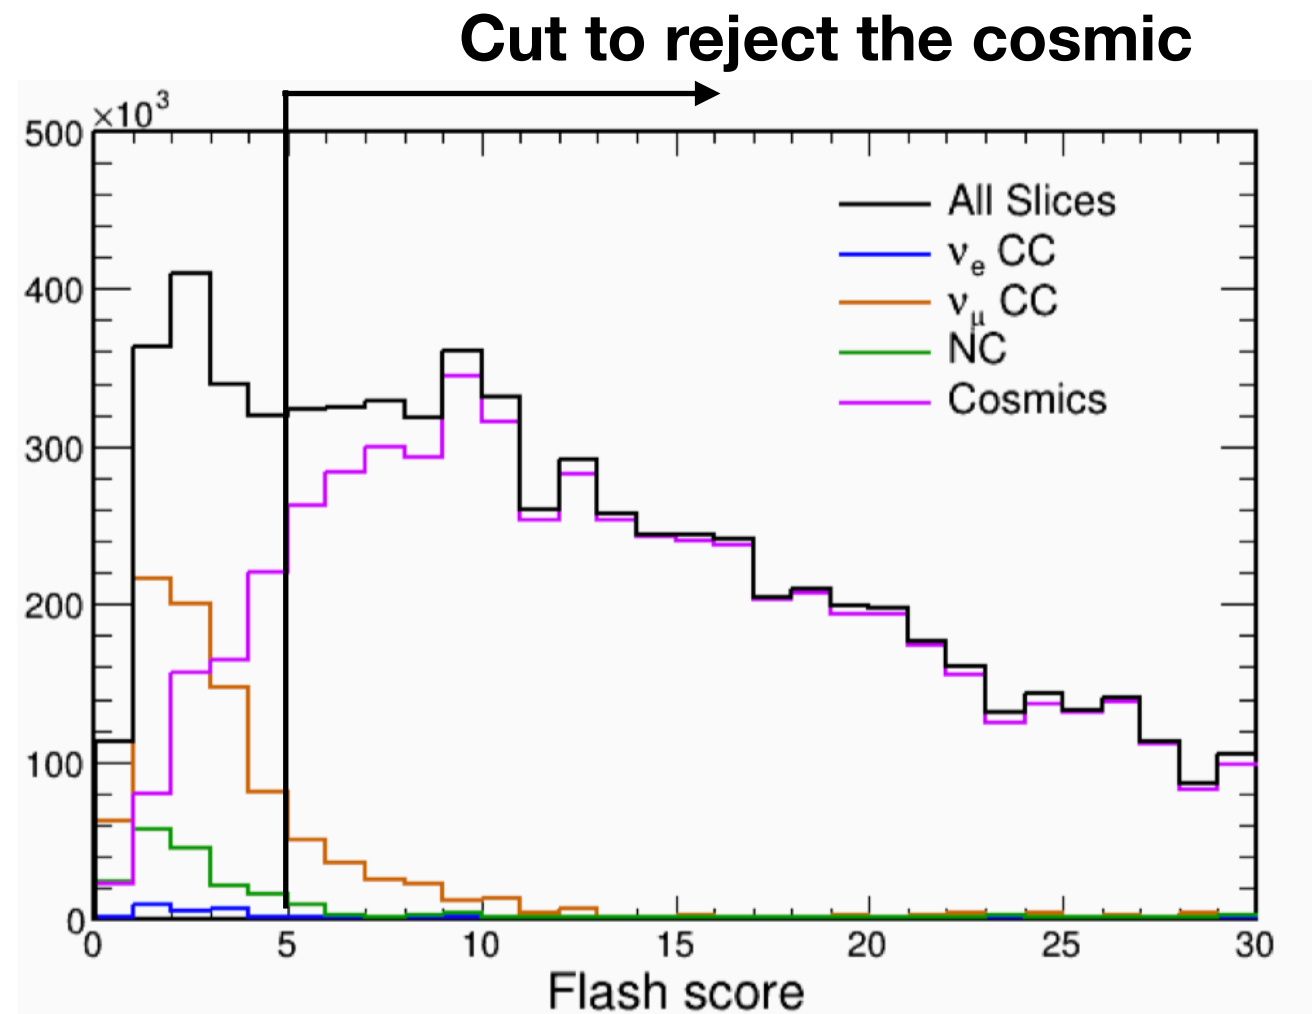 Cut to reject the cosmic
×10³
500
400
300
200
100
0
All Slices
νₑ CC
ν_μ CC
NC
Cosmics
0 5 10 15 20 25 30
Flash score